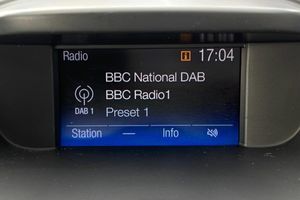 Radio 17:04
BBC National DAB
BBC Radio1
DAB 1 Preset 1
Station — Info